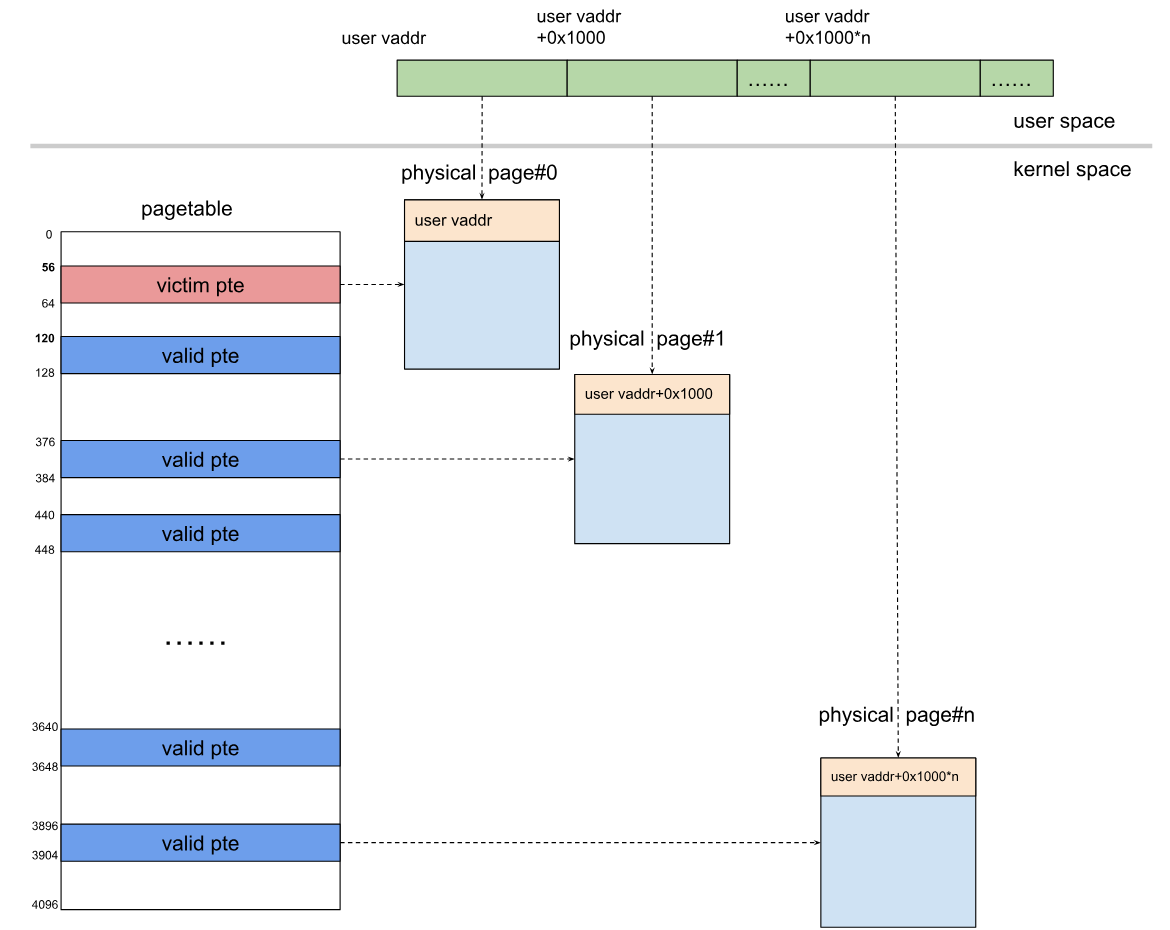 user vaddr
user vaddr
+0x1000
user vaddr
+0x1000*n
......
......
user space
kernel space
physical page#0
user vaddr
pagetable
0
56
victim pte
64
120
valid pte
128
physical page#1
user vaddr+0x1000
376
valid pte
384
440
valid pte
448
......
physical page#n
user vaddr+0x1000*n
3640
valid pte
3648
3896
valid pte
3904
4096